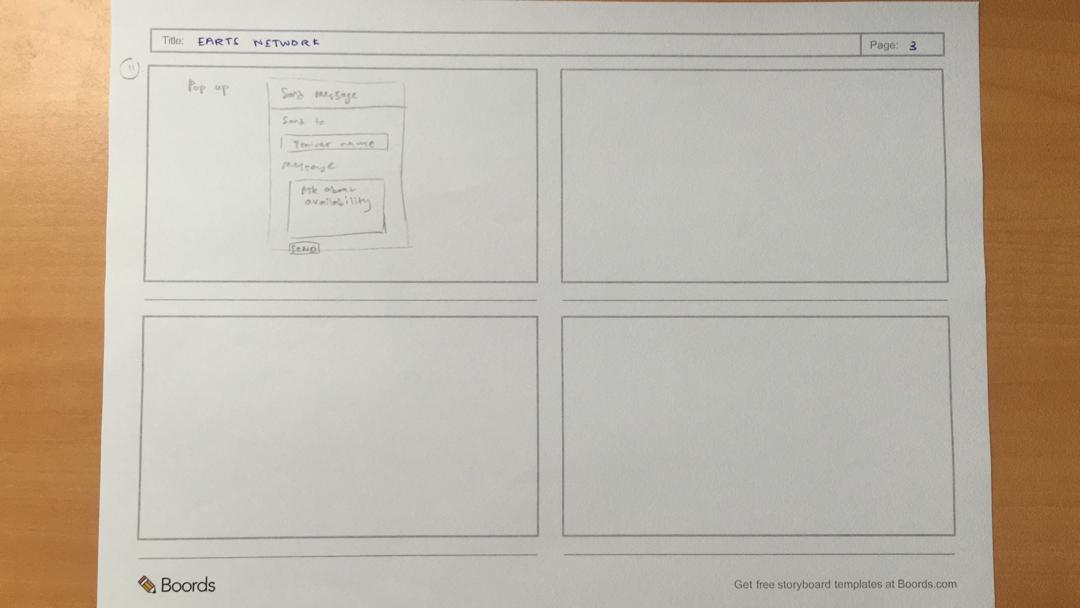 Title: EARTS NETWORK
Page: 3
11
Pop up
Send message
Send to
Trainer name
message
Ask about
availability
SEND
Boords
Get free storyboard templates at Boords.com